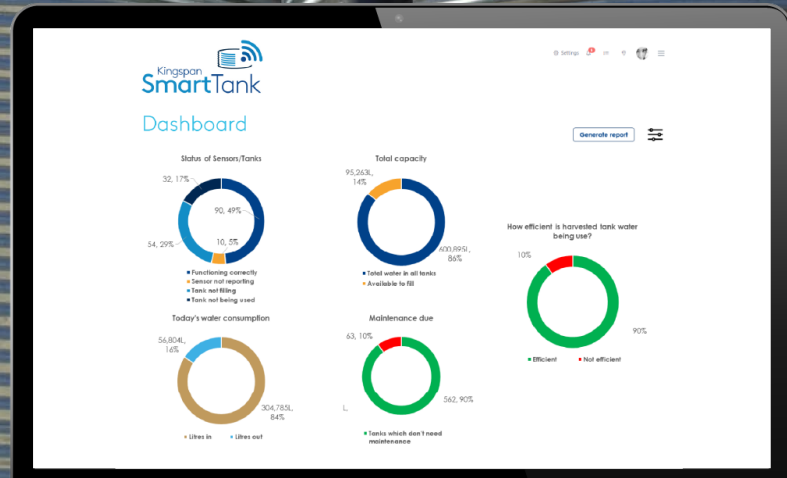 Kingspan
SmartTank
Settings
Dashboard
Generate report
Status of Sensors/Tanks
32, 17%
90, 49%
54, 29%
10, 5%
Functioning correctly
Sensor not reporting
Tank not filling
Tank not being used
Total capacity
95,263L,
14%
600,895L,
86%
Total water in all tanks
Available to fill
How efficient is harvested tank water
being use?
10%
90%
Efficient
Not efficient
Today's water consumption
56,804L,
16%
304,785L,
84%
Litres in
Litres out
Maintenance due
63, 10%
L,
562, 90%
Tanks which don't need
maintenance